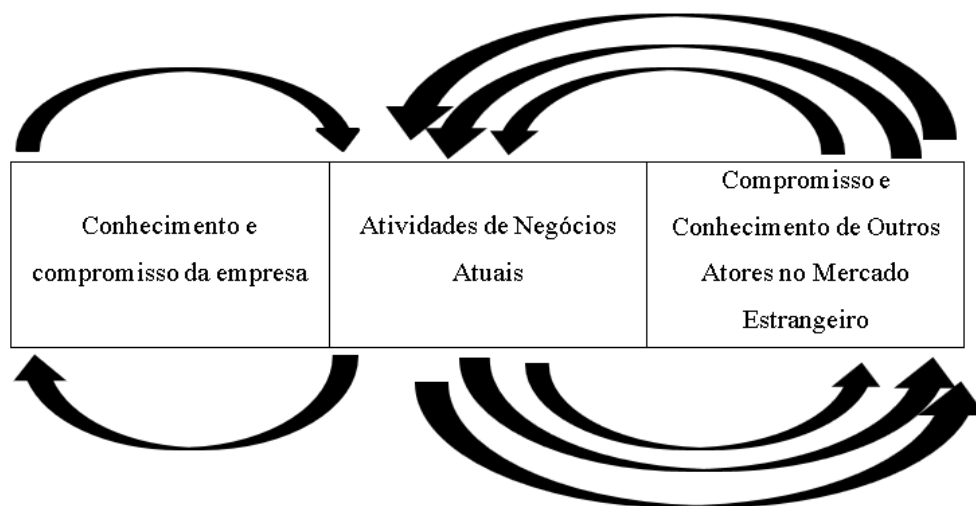 Conhecimento e
compromisso da empresa
Atividades de Negócios
Atuais
Compromisso e
Conhecimento de Outros
Atores no Mercado
Estrangeiro